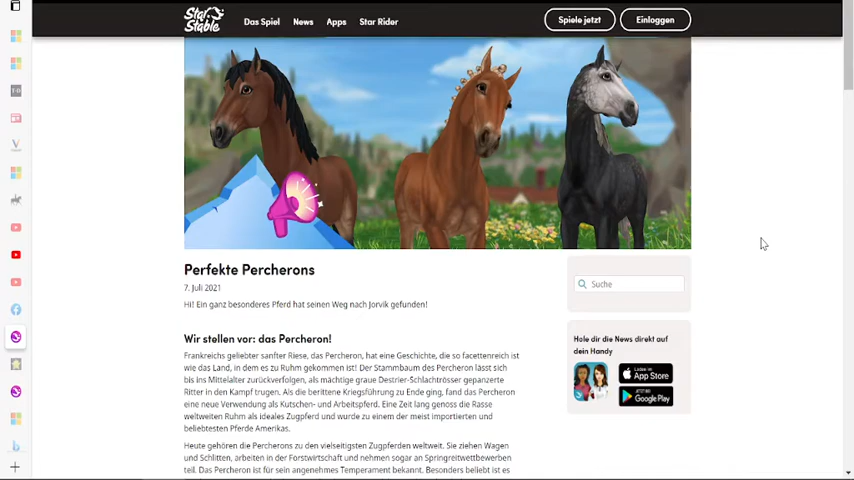 Star Stable
Das Spiel
News
Apps
Star Rider
Spiele jetzt
Einloggen
Perfekte Percherons
7. Juli 2021
Hi! Ein ganz besonderes Pferd hat seinen Weg nach Jorvik gefunden!
Wir stellen vor: das Percheron!
Frankreichs geliebter sanfter Riese, das Percheron, hat eine Geschichte, die so facettenreich ist
wie das Land, in dem es zu Ruhm gekommen ist! Der Stammbaum des Percheron lässt sich
bis ins Mittelalter zurückverfolgen, als mächtige graue Destrier-Schlachtrösser gepanzerte
Ritter in den Kampf trugen. Als die berittene Kriegsführung zu Ende ging, fand das Percheron
eine neue Verwendung als Kutschen- und Arbeitspferd. Eine Zeit lang genoss die Rasse
weltweiten Ruhm als ideales Zugpferd und wurde zu einem der meist importierten und
beliebtesten Pferde Amerikas.
Heute gehören die Percherons zu den vielseitigsten Zugpferden weltweit. Sie ziehen Wagen
und Schlitten, arbeiten in der Forstwirtschaft und nehmen sogar an Springreitwettbewerben
teil. Das Percheron ist für sein angenehmes Temperament bekannt. Besonders beliebt ist es
Suche
Hole dir die News direkt auf
dein Handy
App Store
Google Play